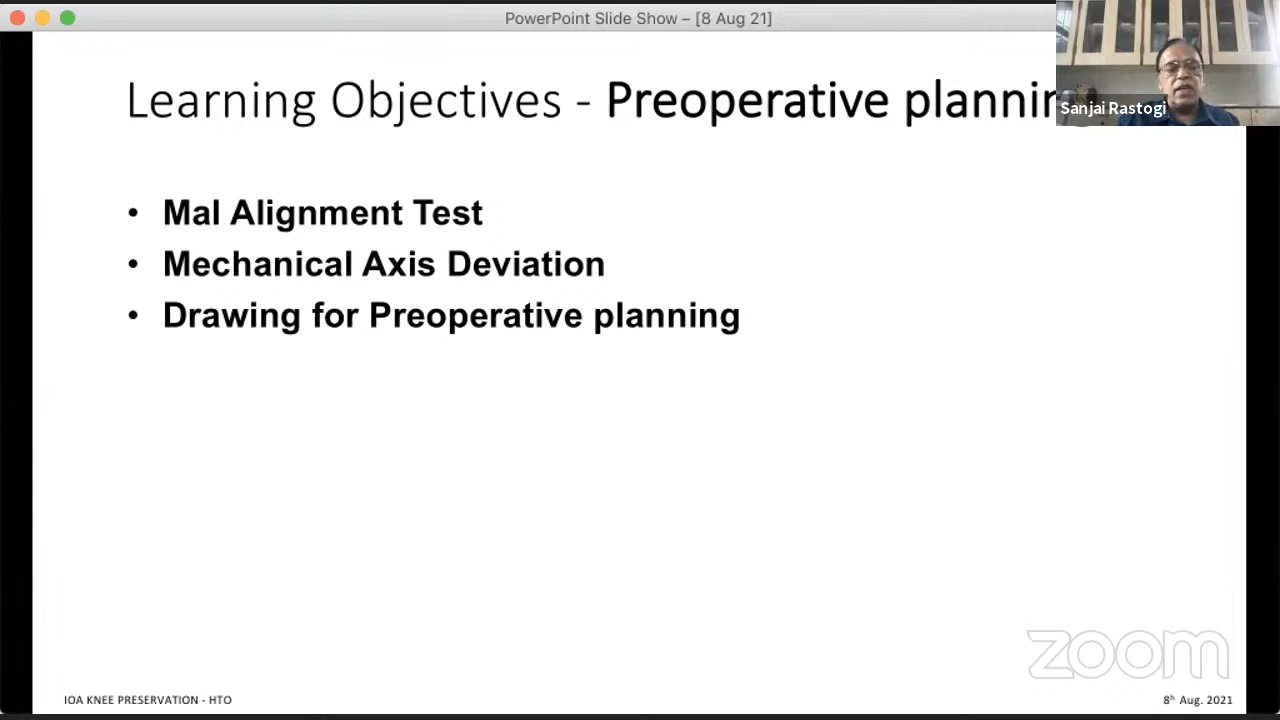 PowerPoint Slide Show – [8 Aug 21]
Learning Objectives - Preoperative plannin
Sanjai Rastogi
• Mal Alignment Test
• Mechanical Axis Deviation
• Drawing for Preoperative planning
zoom
IOA KNEE PRESERVATION - HTO
8ʰ Aug. 2021